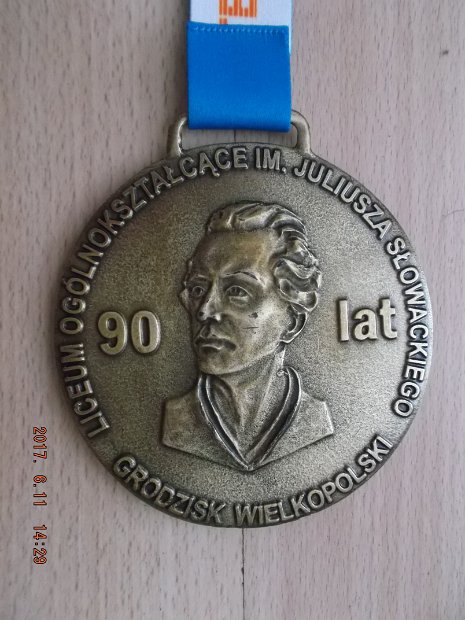 LICEUM OGÓLNOKSZTAŁCĄCE IM. JULIUSZA SŁOWACKIEGO
90 lat
GRODZISK WIELKOPOLSKI
2017. 6.11 14:29